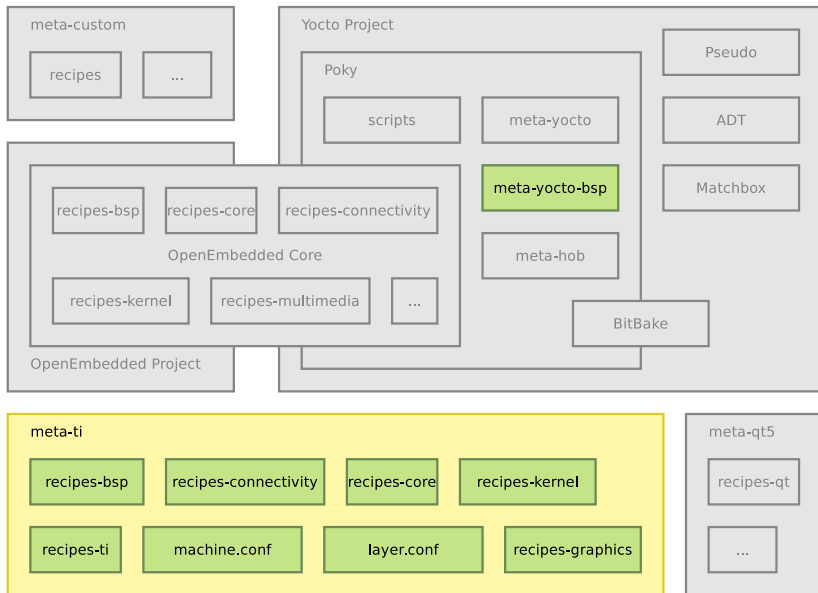 meta-custom
recipes
...
Yocto Project
Poky
scripts
meta-yocto
meta-yocto-bsp
meta-hob
BitBake
Pseudo
ADT
Matchbox
recipes-bsp
recipes-core
recipes-connectivity
OpenEmbedded Core
recipes-kernel
recipes-multimedia
...
OpenEmbedded Project
meta-ti
recipes-bsp
recipes-connectivity
recipes-core
recipes-kernel
recipes-ti
machine.conf
layer.conf
recipes-graphics
meta-qt5
recipes-qt
...